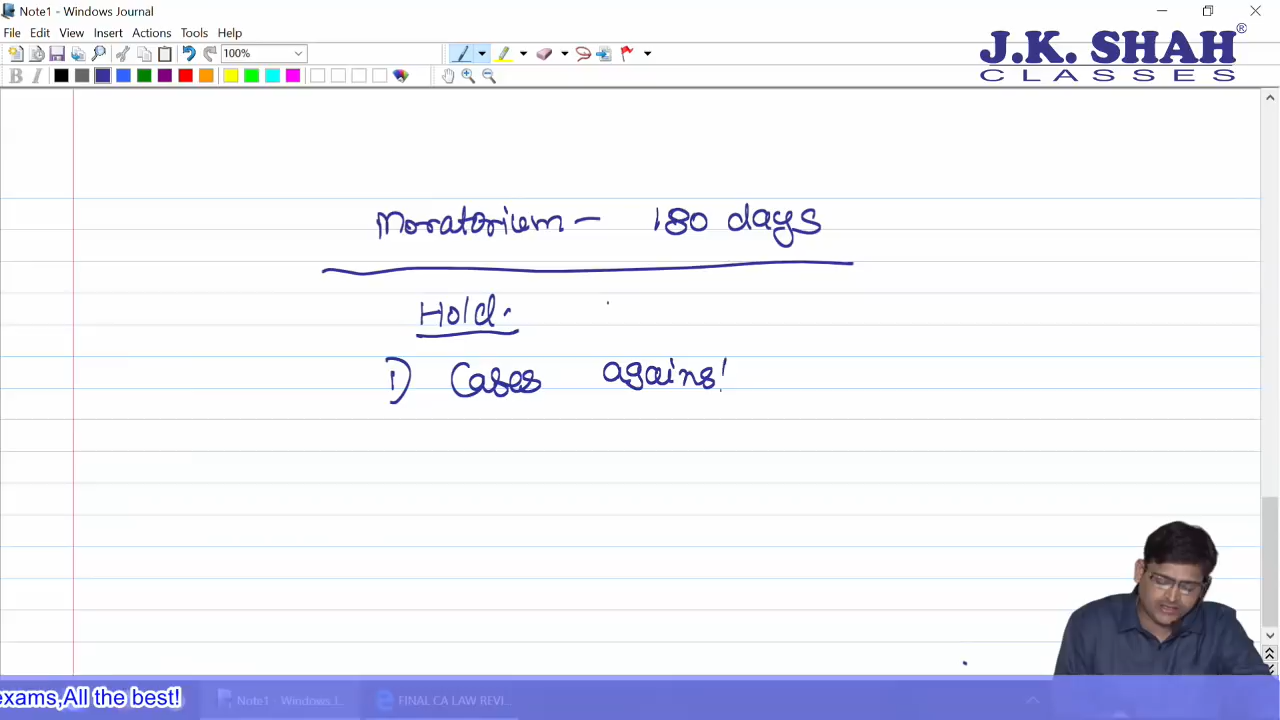 Note1 - Windows Journal
File Edit View Insert Actions Tools Help
100%
B I
J.K. SHAH®
CLASSES
Moratorium - 180 days
Hold.
1) Cases agains
exams,All the best!
Note1 - Windows J...
FINAL CA LAW REVI...